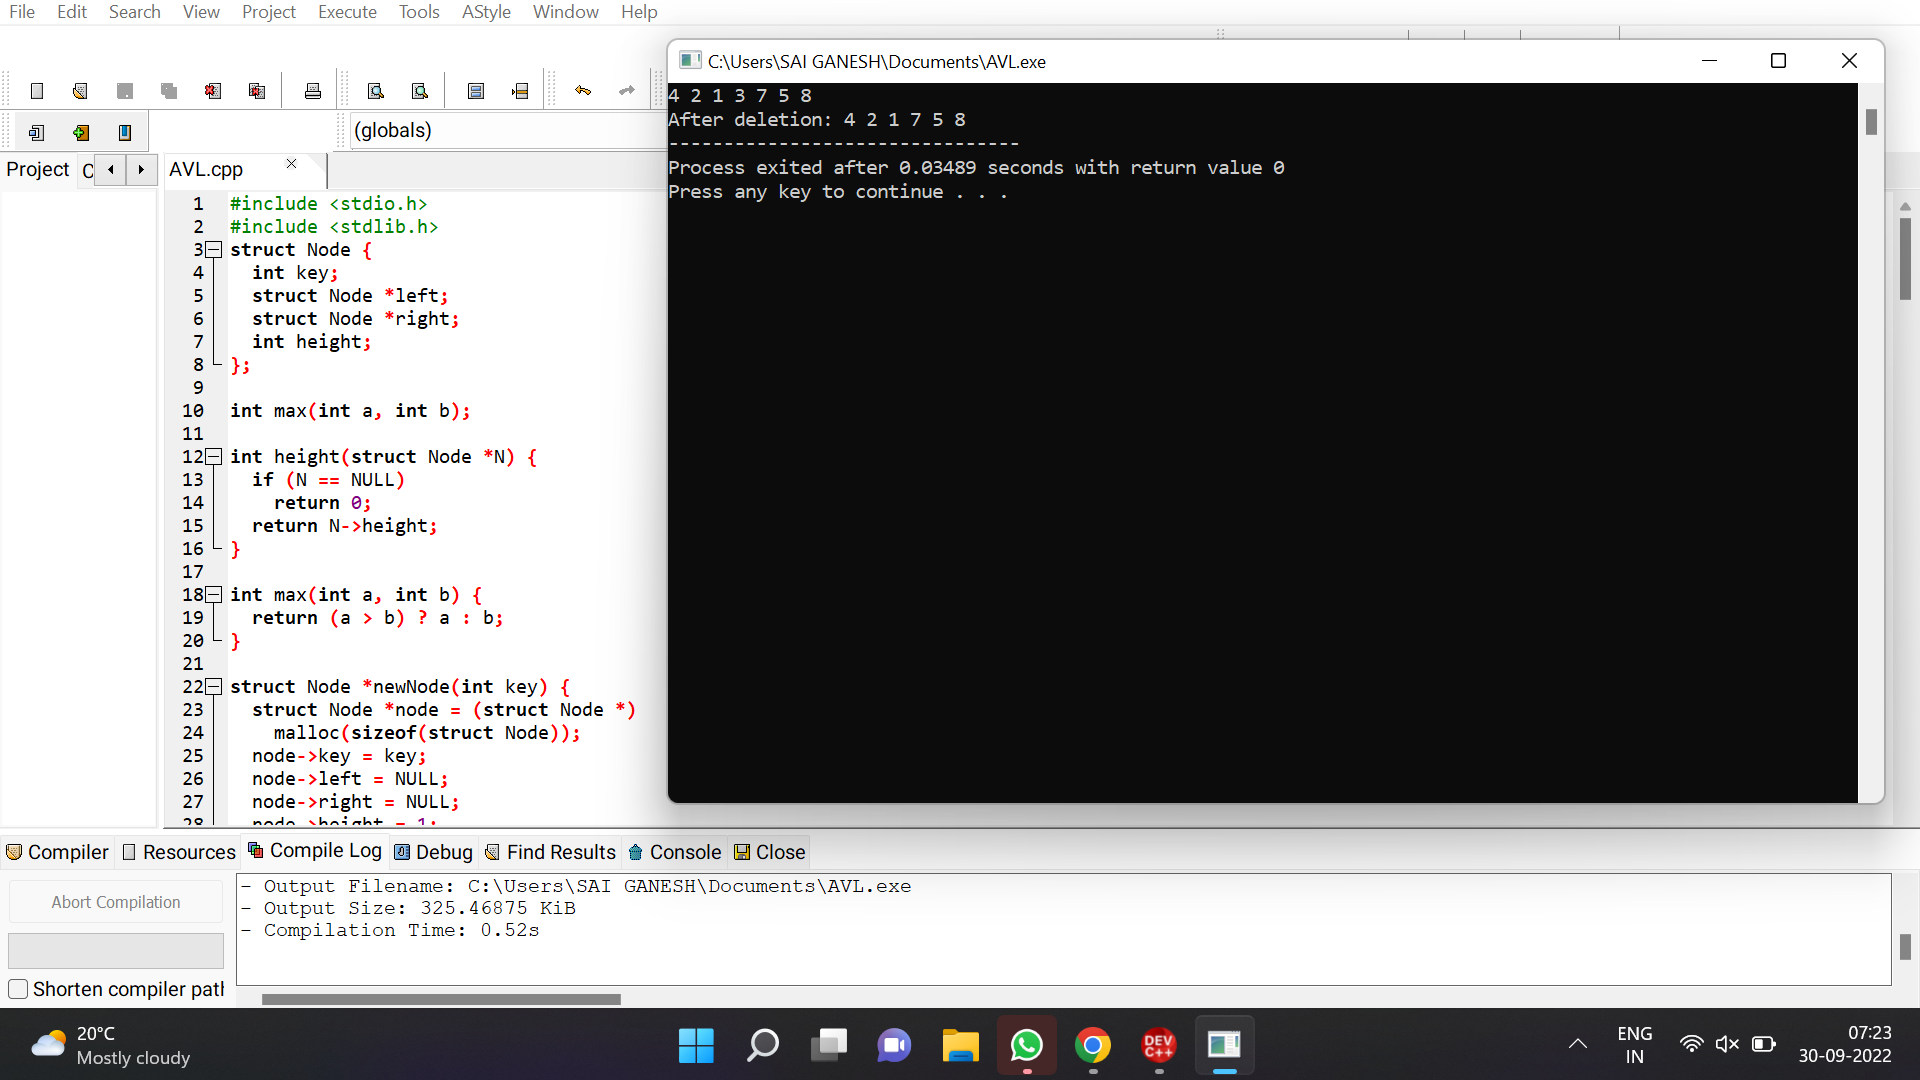 File Edit Search View Project Execute Tools AStyle Window Help
C:\Users\SAI GANESH\Documents\AVL.exe
4 2 1 3 7 5 8
After deletion: 4 2 1 7 5 8
--------------------------------
Process exited after 0.03489 seconds with return value 0
Press any key to continue . . .
(globals)
Project
AVL.cpp
1 #include <stdio.h>
2 #include <stdlib.h>
3 struct Node {
4 int key;
5 struct Node *left;
6 struct Node *right;
7 int height;
8 };
9
10 int max(int a, int b);
11
12 int height(struct Node *N) {
13 if (N == NULL)
14 return 0;
15 return N->height;
16 }
17
18 int max(int a, int b) {
19 return (a > b) ? a : b;
20 }
21
22 struct Node *newNode(int key) {
23 struct Node *node = (struct Node *)
24 malloc(sizeof(struct Node));
25 node->key = key;
26 node->left = NULL;
27 node->right = NULL;
28 node->height = 1;
Compiler Resources Compile Log Debug Find Results Console Close
Abort Compilation
Shorten compiler path
- Output Filename: C:\Users\SAI GANESH\Documents\AVL.exe
- Output Size: 325.46875 KiB
- Compilation Time: 0.52s
20°C
Mostly cloudy
DEV
C++
ENG
IN
07:23
30-09-2022